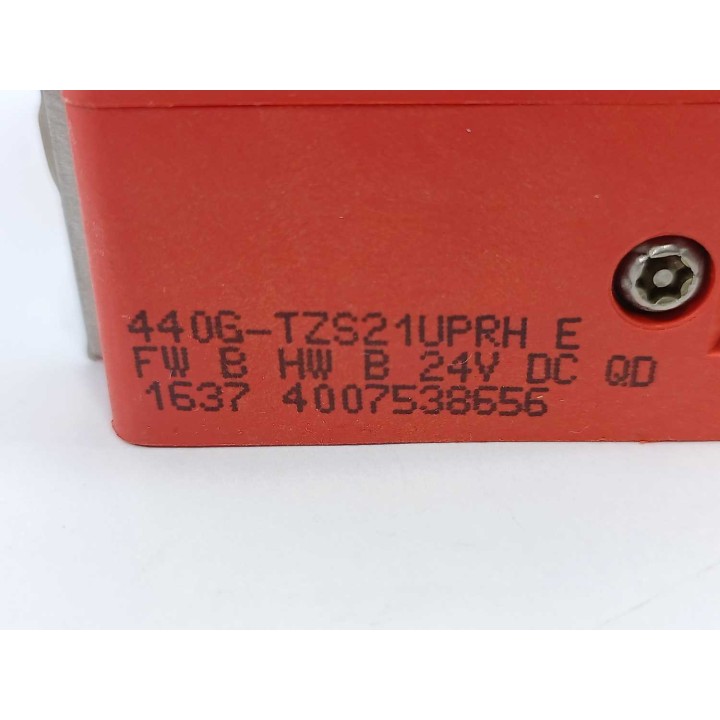 440G-TZS21UPRH E
FW B HW B 24V DC QD
1637 4007538656